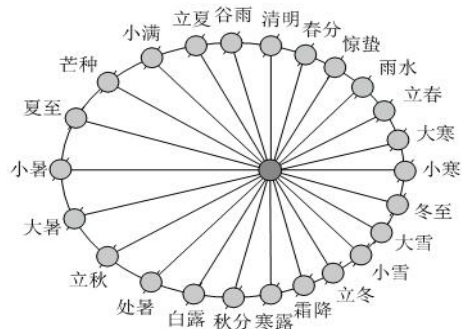 清明
谷雨
立夏
小满
芒种
夏至
小暑
大暑
立秋
处暑
白露
秋分
寒露
霜降
立冬
小雪
大雪
冬至
小寒
大寒
立春
雨水
惊蛰
春分